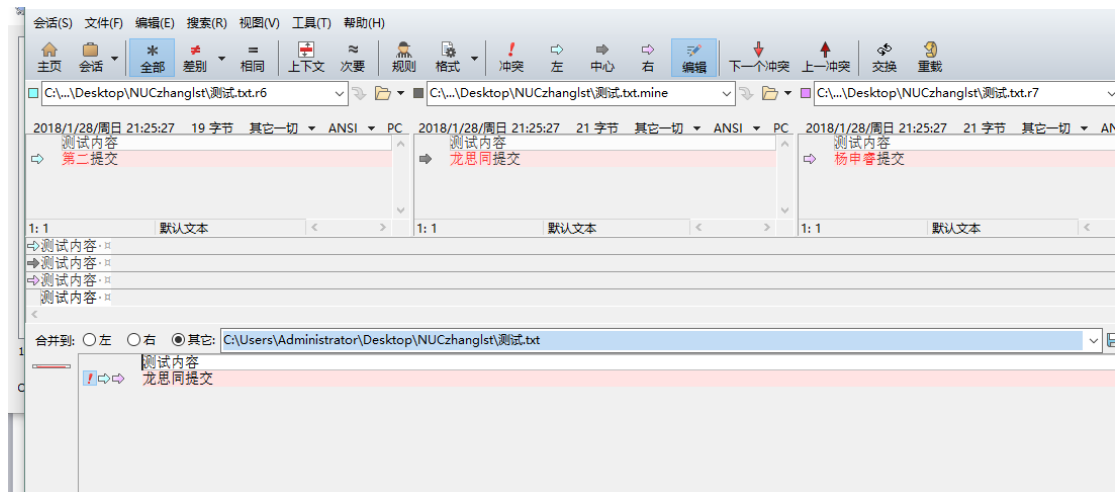 会话(S) 文件(F) 编辑(E) 搜索(R) 视图(V) 工具(T) 帮助(H)
主页 会话 全部 差别 相同 上下文 次要 规则 格式 冲突 左 中心 右 编辑 下一个冲突 上一冲突 交换 重载
C:\...\Desktop\NUCzhanglst\测试.txt.r6 C:\...\Desktop\NUCzhanglst\测试.txt.mine C:\...\Desktop\NUCzhanglst\测试.txt.r7
2018/1/28/周日 21:25:27 19 字节 其它一切 ANSI PC 2018/1/28/周日 21:25:27 21 字节 其它一切 ANSI PC 2018/1/28/周日 21:25:27 21 字节 其它一切 AN
测试内容 测试内容 测试内容
第二提交 龙思同提交 杨申睿提交
1: 1 默认文本 1: 1 默认文本 1: 1 默认文本
测试内容·¤
测试内容·¤
测试内容·¤
测试内容·¤
合并到: 左 右 其它: C:\Users\Administrator\Desktop\NUCzhanglst\测试.txt
测试内容
龙思同提交